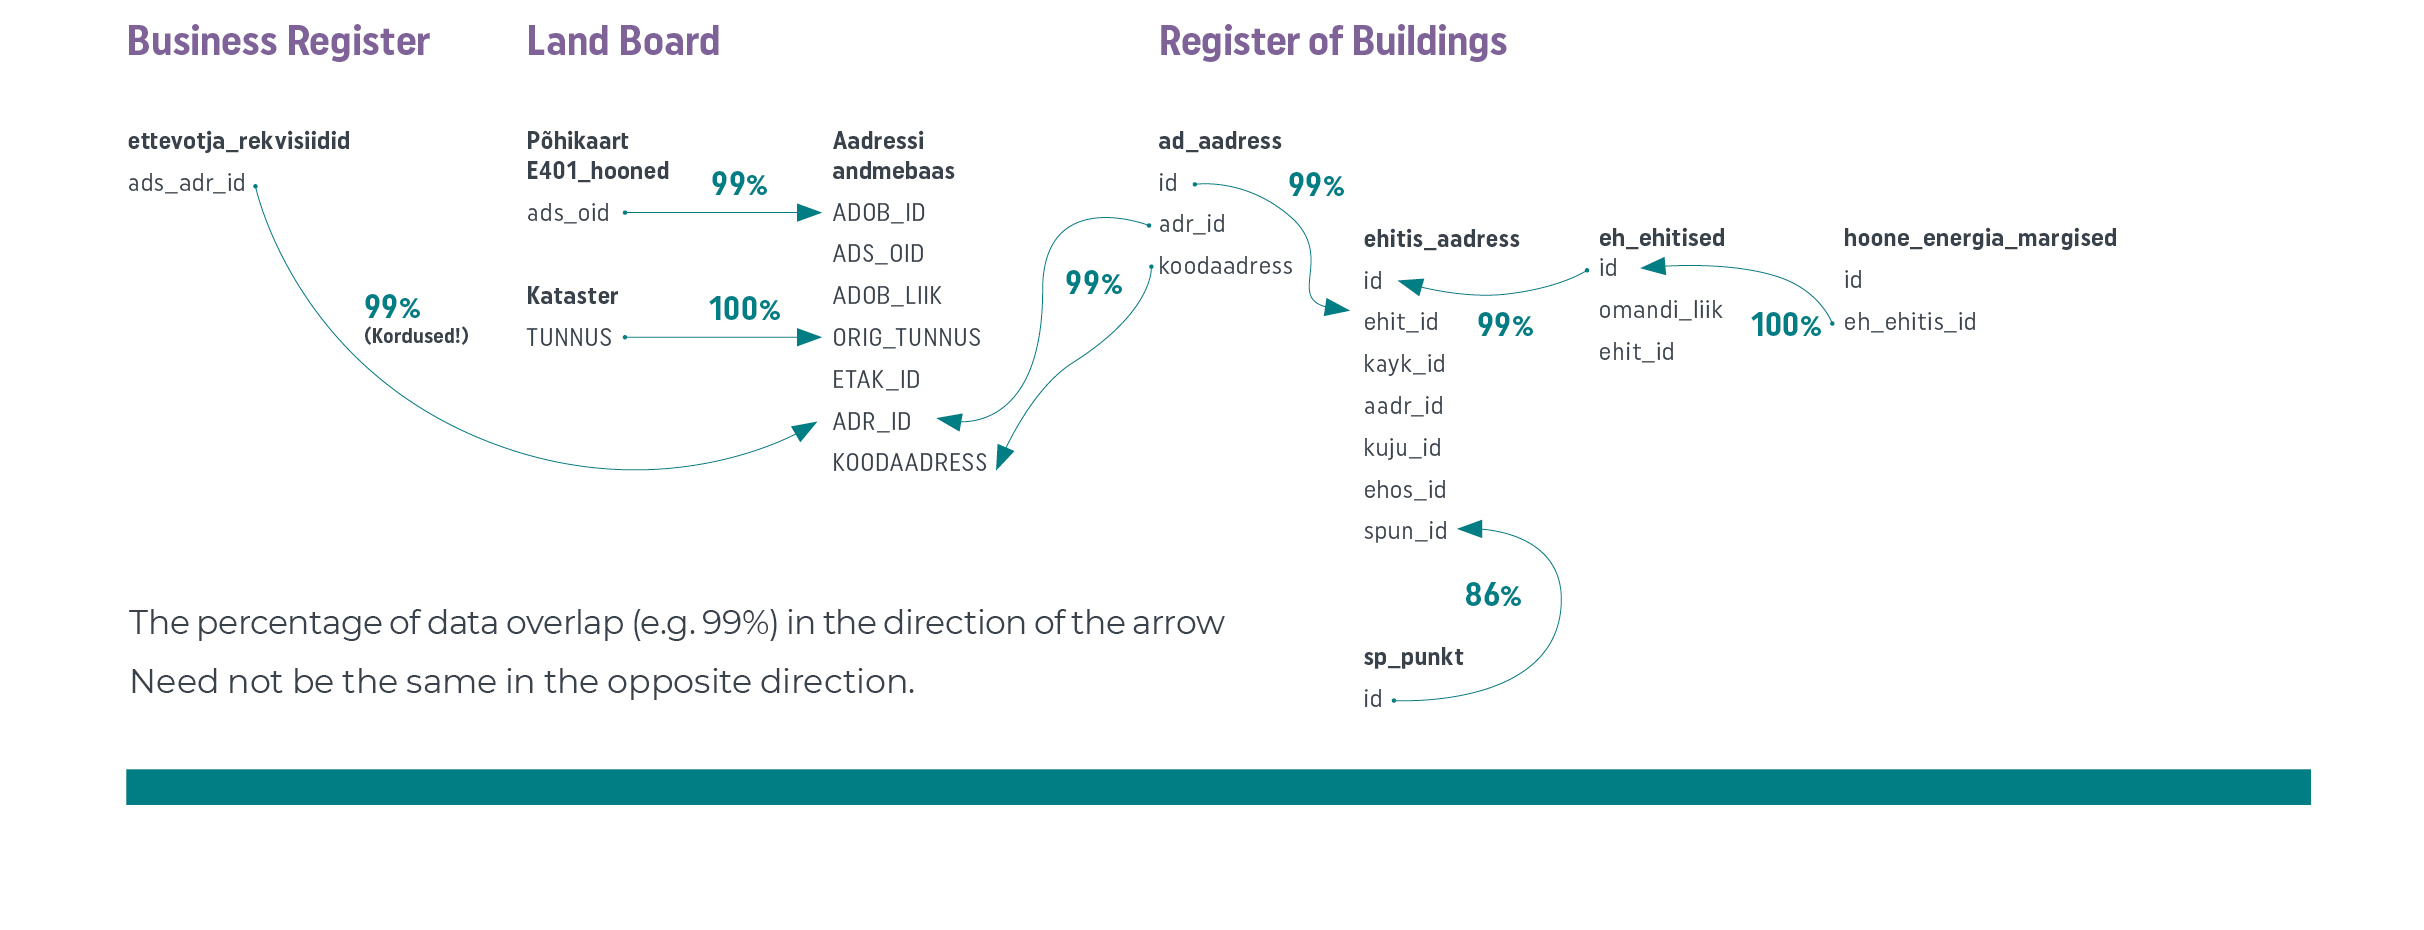 Business Register
Land Board
Register of Buildings
ettevotja_rekvisiidid
ads_adr_id
99%
(Kordused!)
Põhikaart
E401_hooned
ads_oid
99%
Kataster
TUNNUS
100%
Aadressi
andmebaas
ADOB_ID
ADS_OID
ADOB_LIIK
ORIG_TUNNUS
ETAK_ID
ADR_ID
KOODAADRESS
99%
ad_aadress
id
adr_id
koodaadress
99%
ehitis_aadress
id
ehit_id
kayk_id
aadr_id
kuju_id
ehos_id
spun_id
99%
eh_ehitised
id
omandi_liik
ehit_id
100%
hoone_energia_margised
id
eh_ehitis_id
86%
sp_punkt
id
The percentage of data overlap (e.g. 99%) in the direction of the arrow
Need not be the same in the opposite direction.